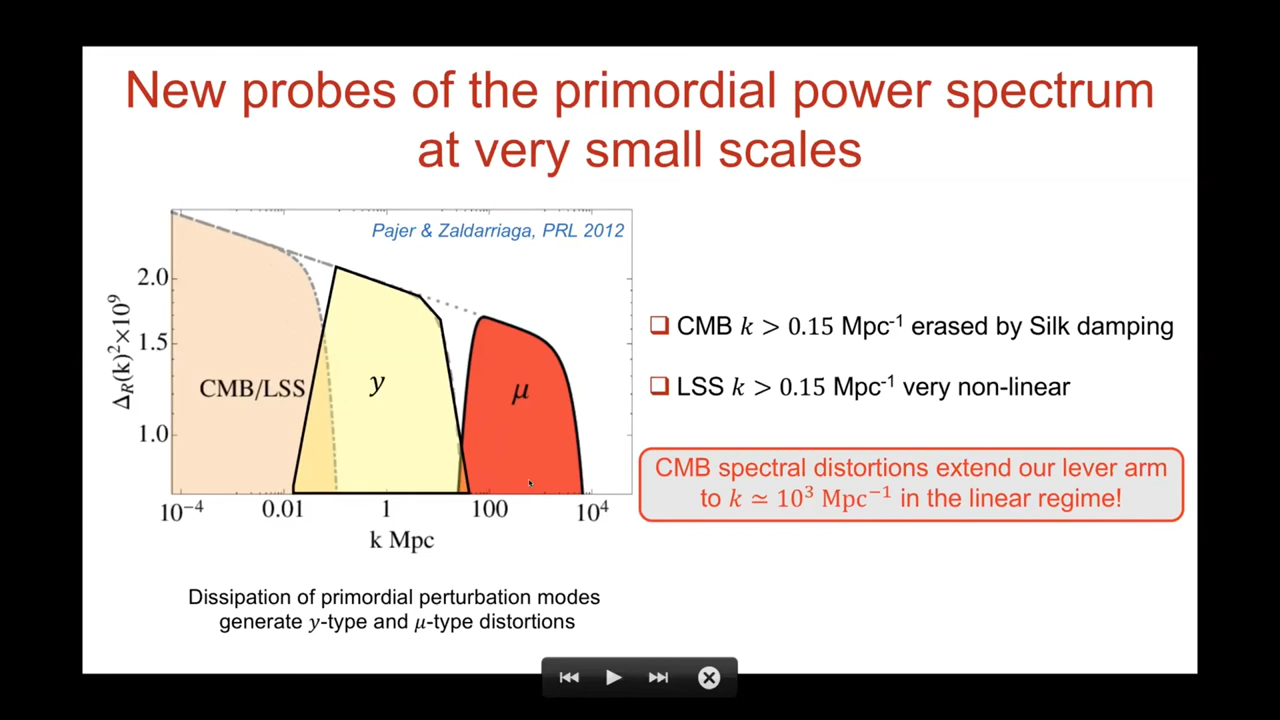 New probes of the primordial power spectrum
at very small scales
Pajer & Zaldarriaga, PRL 2012
2.0
1.5
1.0
Δ_R(k)²×10⁹
CMB/LSS
y
μ
10⁻⁴ 0.01 1 100 10⁴
k Mpc
Dissipation of primordial perturbation modes
generate y-type and μ-type distortions
❑ CMB k > 0.15 Mpc⁻¹ erased by Silk damping
❑ LSS k > 0.15 Mpc⁻¹ very non-linear
CMB spectral distortions extend our lever arm
to k ≃ 10³ Mpc⁻¹ in the linear regime!